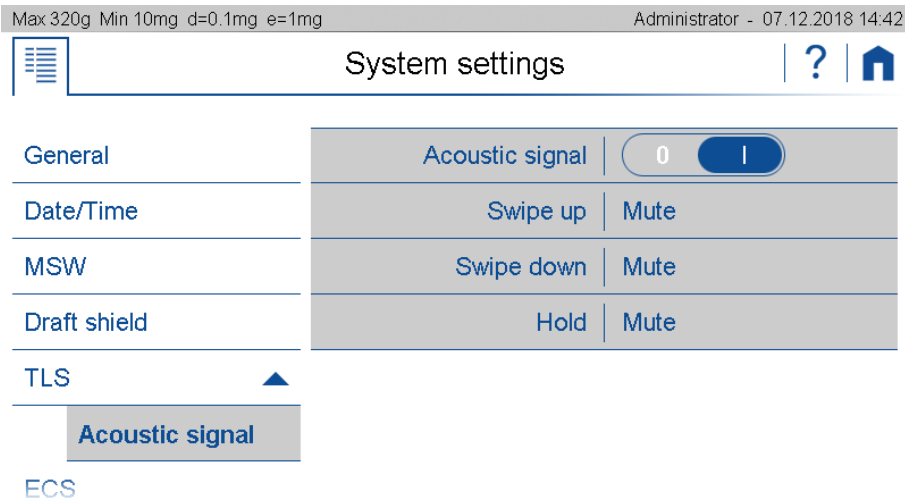 Max 320g Min 10mg d=0.1mg e=1mg
Administrator - 07.12.2018 14:42
System settings
?
General
Acoustic signal 0 I
Date/Time
Swipe up Mute
MSW
Swipe down Mute
Draft shield
Hold Mute
TLS
Acoustic signal
ECS